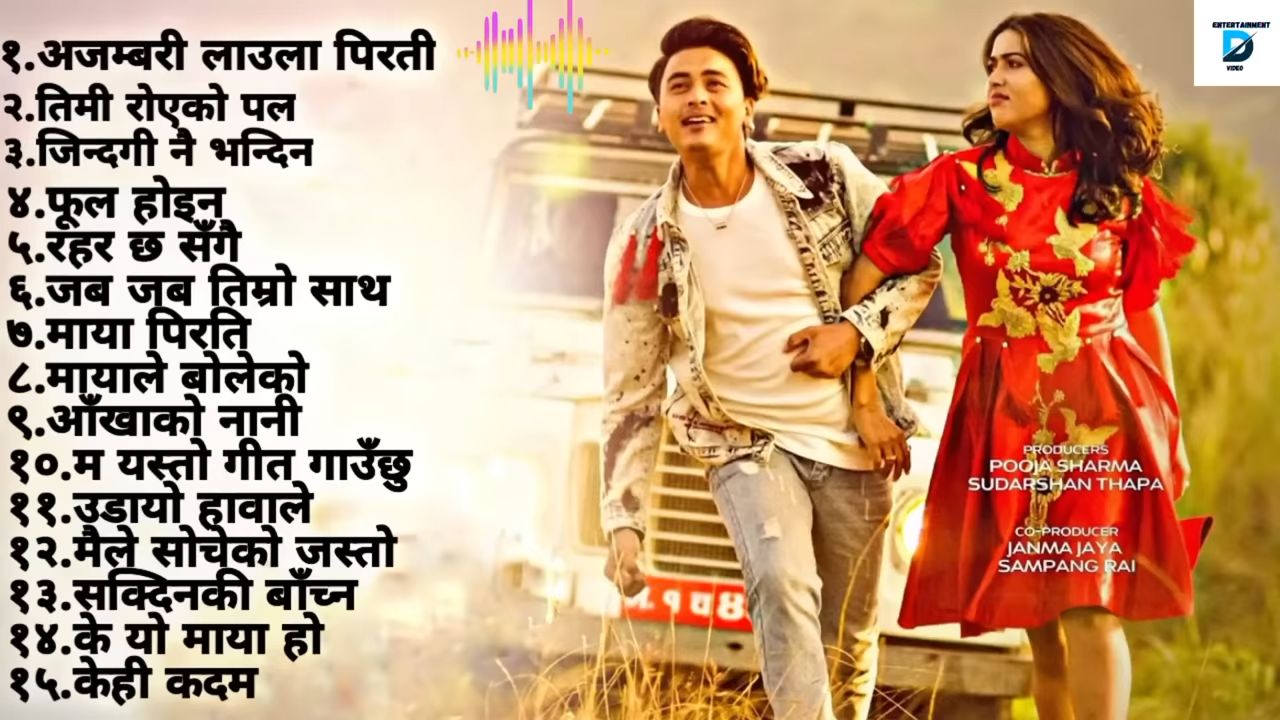 १.अजम्बरी लाउला पिरती
२.तिमी रोएको पल
३.जिन्दगी नै भन्दिन
४.फूल होइन
५.रहर छ सँगै
६.जब जब तिम्रो साथ
७.माया पिरति
८.मायाले बोलेको
९.आँखाको नानी
१०.म यस्तो गीत गाउँछु
११.उडायो हावाले
१२.मैले सोचेको जस्तो
१३.सक्दिनकी बाँच्न
१४.के यो माया हो
१५.केही कदम
ENTERTAINMENT
D
VIDEO
PRODUCERS
POOJA SHARMA
SUDARSHAN THAPA
CO-PRODUCER
JANMA JAYA
SAMPANG RAI
१ च